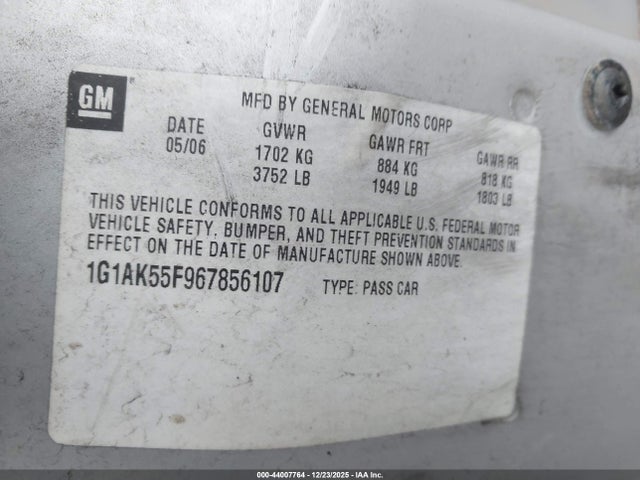 GM
MFD BY GENERAL MOTORS CORP
DATE GVWR GAWR FRT GAWR RR
05/06 1702 KG 884 KG 818 KG
3752 LB 1949 LB 1803 LB
THIS VEHICLE CONFORMS TO ALL APPLICABLE U.S. FEDERAL MOTOR
VEHICLE SAFETY, BUMPER, AND THEFT PREVENTION STANDARDS IN
EFFECT ON THE DATE OF MANUFACTURE SHOWN ABOVE.
1G1AK55F967856107 TYPE: PASS CAR
000-44007764 | 12/23/2025 | IAA Inc.